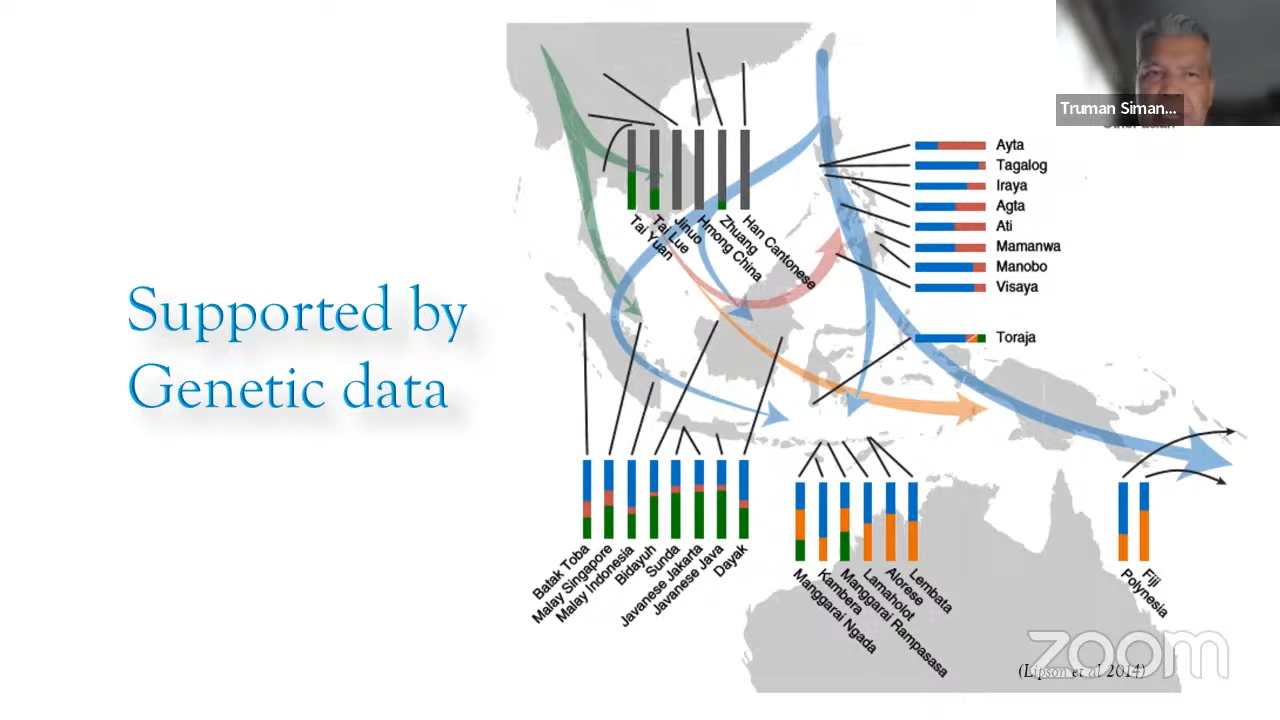 Truman Siman...
Supported by
Genetic data
Ayta
Tagalog
Iraya
Agta
Ati
Mamanwa
Manobo
Visaya
Toraja
Tai Yuan
Tai Lue
Jinuo
Hmong China
Zhuang
Han Cantonese
Batak Toba
Malay Singapore
Malay Indonesia
Bidayuh
Sunda
Javanese Jakarta
Javanese Java
Dayak
Manggarai Ngada
Kambera
Manggarai Rampasasa
Lamaholot
Alorese
Lembata
Polynesia
Fiji
zoom
(Lipson et al 2014)